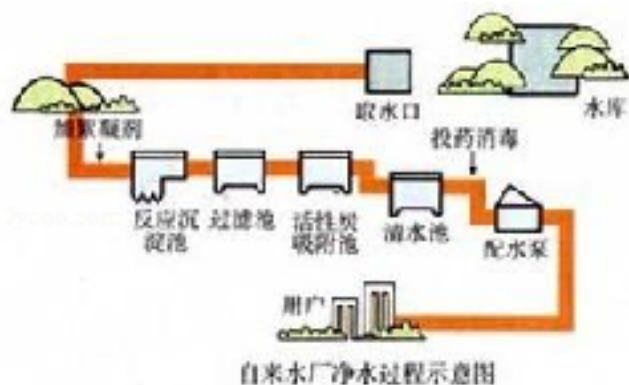 取水口
水库
加絮凝剂
投药消毒
反应沉
淀池
过滤池
活性炭
吸附池
清水池
配水泵
用户
自来水厂净水过程示意图